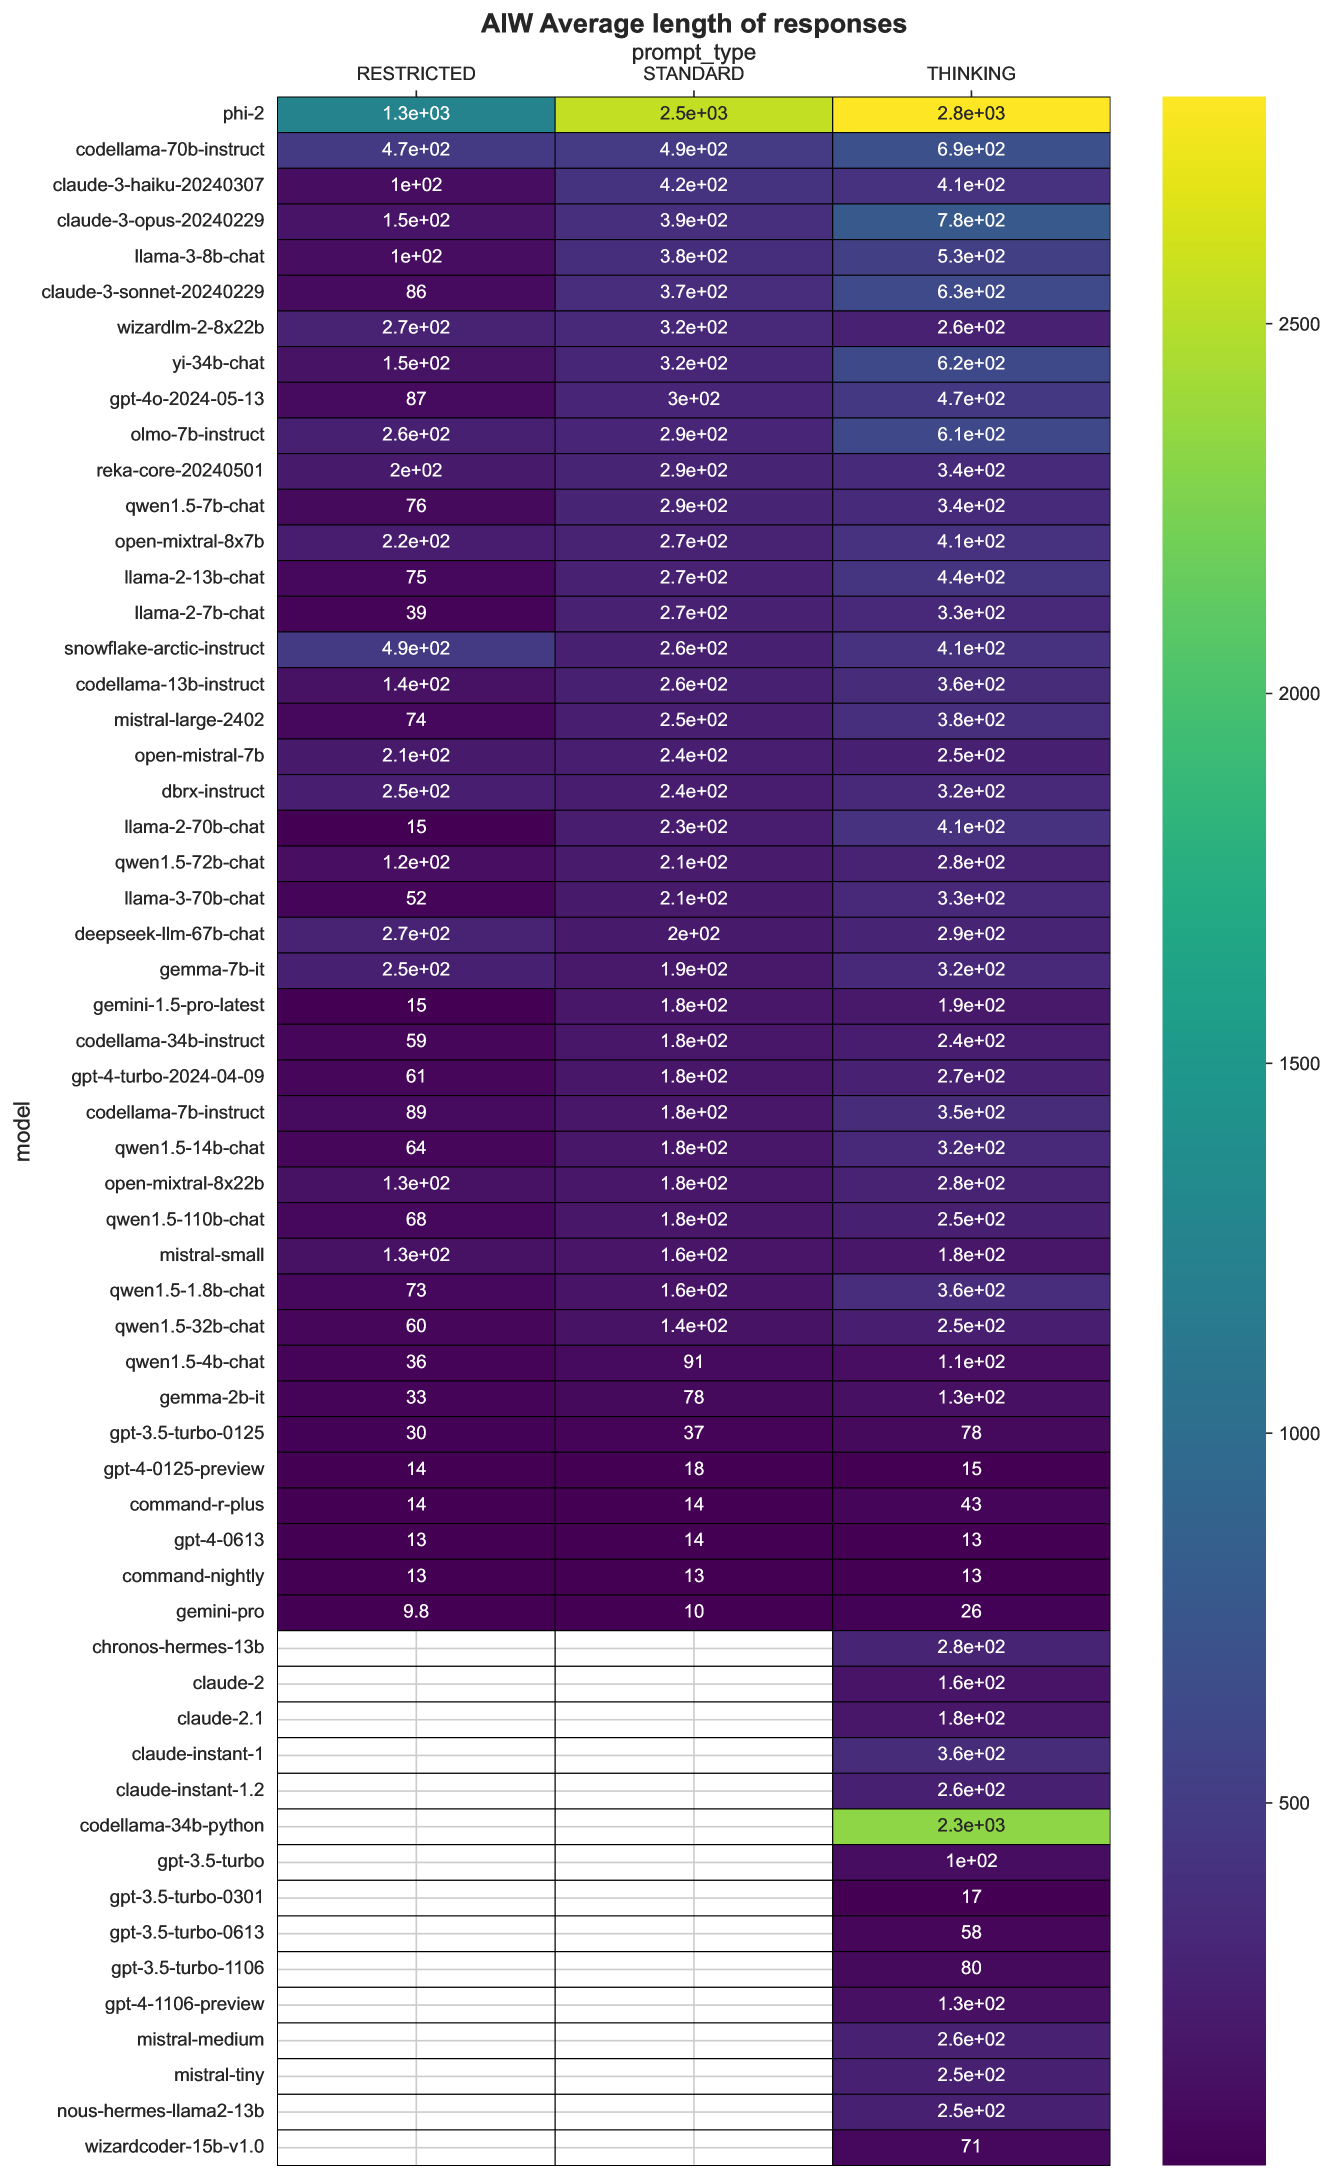 AIW Average length of responses
prompt_type
RESTRICTED STANDARD THINKING
phi-2 1.3e+03 2.5e+03 2.8e+03
codellama-70b-instruct 4.7e+02 4.9e+02 6.9e+02
claude-3-haiku-20240307 1e+02 4.2e+02 4.1e+02
claude-3-opus-20240229 1.5e+02 3.9e+02 7.8e+02
llama-3-8b-chat 1e+02 3.8e+02 5.3e+02
claude-3-sonnet-20240229 86 3.7e+02 6.3e+02
wizardlm-2-8x22b 2.7e+02 3.2e+02 2.6e+02
2500
yi-34b-chat 1.5e+02 3.2e+02 6.2e+02
gpt-4o-2024-05-13 87 3e+02 4.7e+02
olmo-7b-instruct 2.6e+02 2.9e+02 6.1e+02
reka-core-20240501 2e+02 2.9e+02 3.4e+02
qwen1.5-7b-chat 76 2.9e+02 3.4e+02
open-mixtral-8x7b 2.2e+02 2.7e+02 4.1e+02
llama-2-13b-chat 75 2.7e+02 4.4e+02
llama-2-7b-chat 39 2.7e+02 3.3e+02
snowflake-arctic-instruct 4.9e+02 2.6e+02 4.1e+02
codellama-13b-instruct 1.4e+02 2.6e+02 3.6e+02
2000
mistral-large-2402 74 2.5e+02 3.8e+02
open-mistral-7b 2.1e+02 2.4e+02 2.5e+02
dbrx-instruct 2.5e+02 2.4e+02 3.2e+02
llama-2-70b-chat 15 2.3e+02 4.1e+02
qwen1.5-72b-chat 1.2e+02 2.1e+02 2.8e+02
llama-3-70b-chat 52 2.1e+02 3.3e+02
deepseek-llm-67b-chat 2.7e+02 2e+02 2.9e+02
gemma-7b-it 2.5e+02 1.9e+02 3.2e+02
gemini-1.5-pro-latest 15 1.8e+02 1.9e+02
codellama-34b-instruct 59 1.8e+02 2.4e+02
1500
gpt-4-turbo-2024-04-09 61 1.8e+02 2.7e+02
codellama-7b-instruct 89 1.8e+02 3.5e+02
model
qwen1.5-14b-chat 64 1.8e+02 3.2e+02
open-mixtral-8x22b 1.3e+02 1.8e+02 2.8e+02
qwen1.5-110b-chat 68 1.8e+02 2.5e+02
mistral-small 1.3e+02 1.6e+02 1.8e+02
qwen1.5-1.8b-chat 73 1.6e+02 3.6e+02
qwen1.5-32b-chat 60 1.4e+02 2.5e+02
qwen1.5-4b-chat 36 91 1.1e+02
gemma-2b-it 33 78 1.3e+02
gpt-3.5-turbo-0125 30 37 78
1000
gpt-4-0125-preview 14 18 15
command-r-plus 14 14 43
gpt-4-0613 13 14 13
command-nightly 13 13 13
gemini-pro 9.8 10 26
chronos-hermes-13b 2.8e+02
claude-2 1.6e+02
claude-2.1 1.8e+02
claude-instant-1 3.6e+02
claude-instant-1.2 2.6e+02
500
codellama-34b-python 2.3e+03
gpt-3.5-turbo 1e+02
gpt-3.5-turbo-0301 17
gpt-3.5-turbo-0613 58
gpt-3.5-turbo-1106 80
gpt-4-1106-preview 1.3e+02
mistral-medium 2.6e+02
mistral-tiny 2.5e+02
nous-hermes-llama2-13b 2.5e+02
wizardcoder-15b-v1.0 71